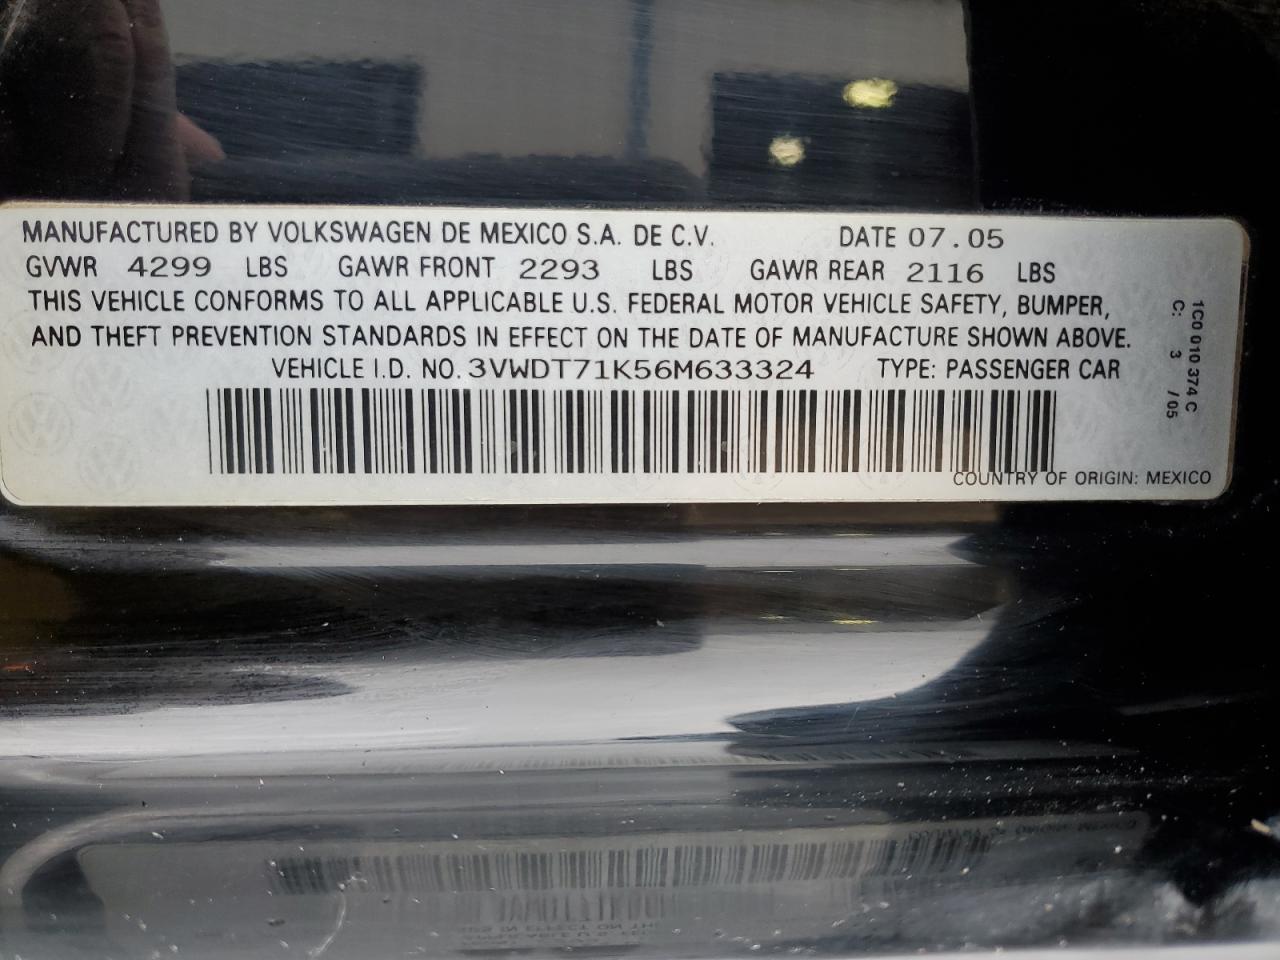 MANUFACTURED BY VOLKSWAGEN DE MEXICO S.A. DE C.V. DATE 07.05
GVWR 4299 LBS GAWR FRONT 2293 LBS GAWR REAR 2116 LBS
THIS VEHICLE CONFORMS TO ALL APPLICABLE U.S. FEDERAL MOTOR VEHICLE SAFETY, BUMPER,
AND THEFT PREVENTION STANDARDS IN EFFECT ON THE DATE OF MANUFACTURE SHOWN ABOVE.
VEHICLE I.D. NO. 3VWDT71K56M633324 TYPE: PASSENGER CAR
COUNTRY OF ORIGIN: MEXICO
1C0 010 374 C
C: 3 /05